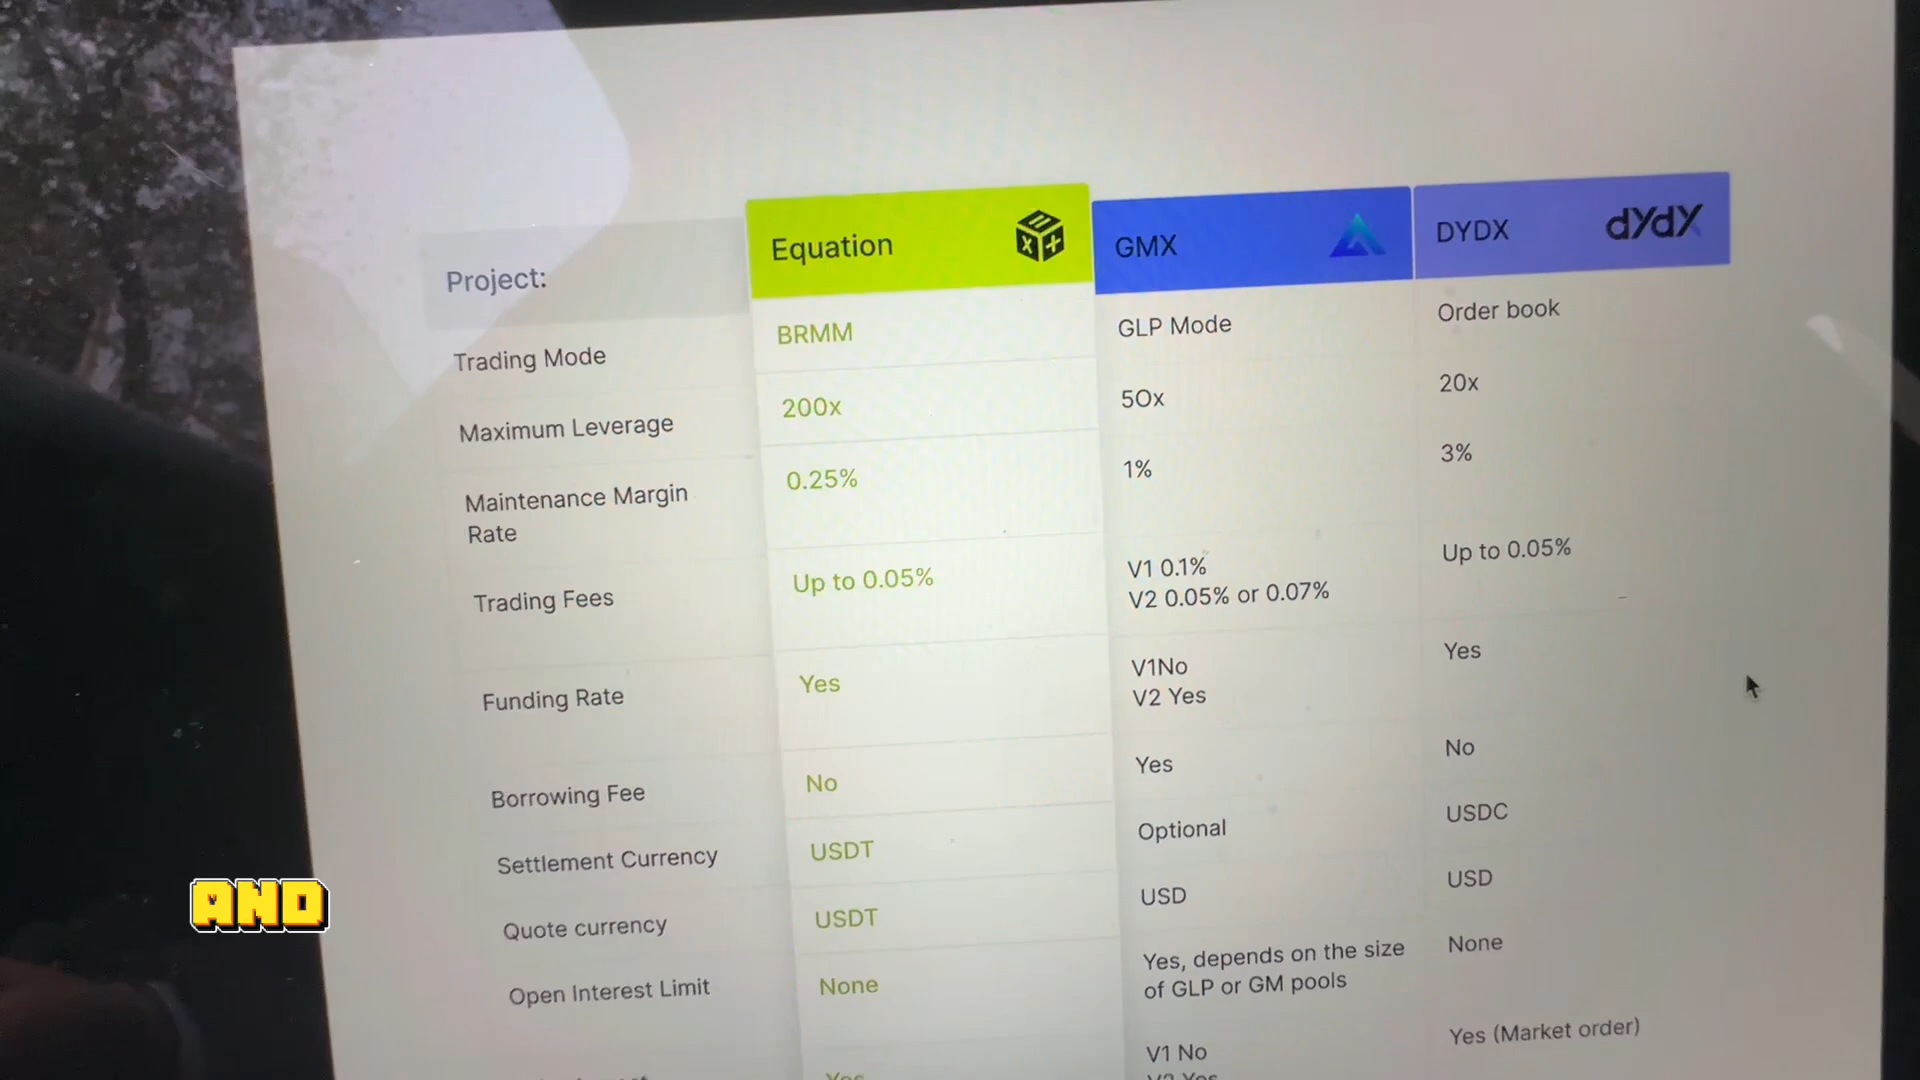 Project:
Equation
GMX
DYDX
dYdX
Trading Mode
BRMM
GLP Mode
Order book
Maximum Leverage
200x
50x
20x
Maintenance Margin
Rate
0.25%
1%
3%
Trading Fees
Up to 0.05%
V1 0.1%
V2 0.05% or 0.07%
Up to 0.05%
Funding Rate
Yes
V1No
V2 Yes
Yes
Borrowing Fee
No
Yes
No
Settlement Currency
USDT
Optional
USDC
Quote currency
USDT
USD
USD
Open Interest Limit
None
Yes, depends on the size
of GLP or GM pools
None
Yes
V1 No
V2 Yes
Yes (Market order)
AND